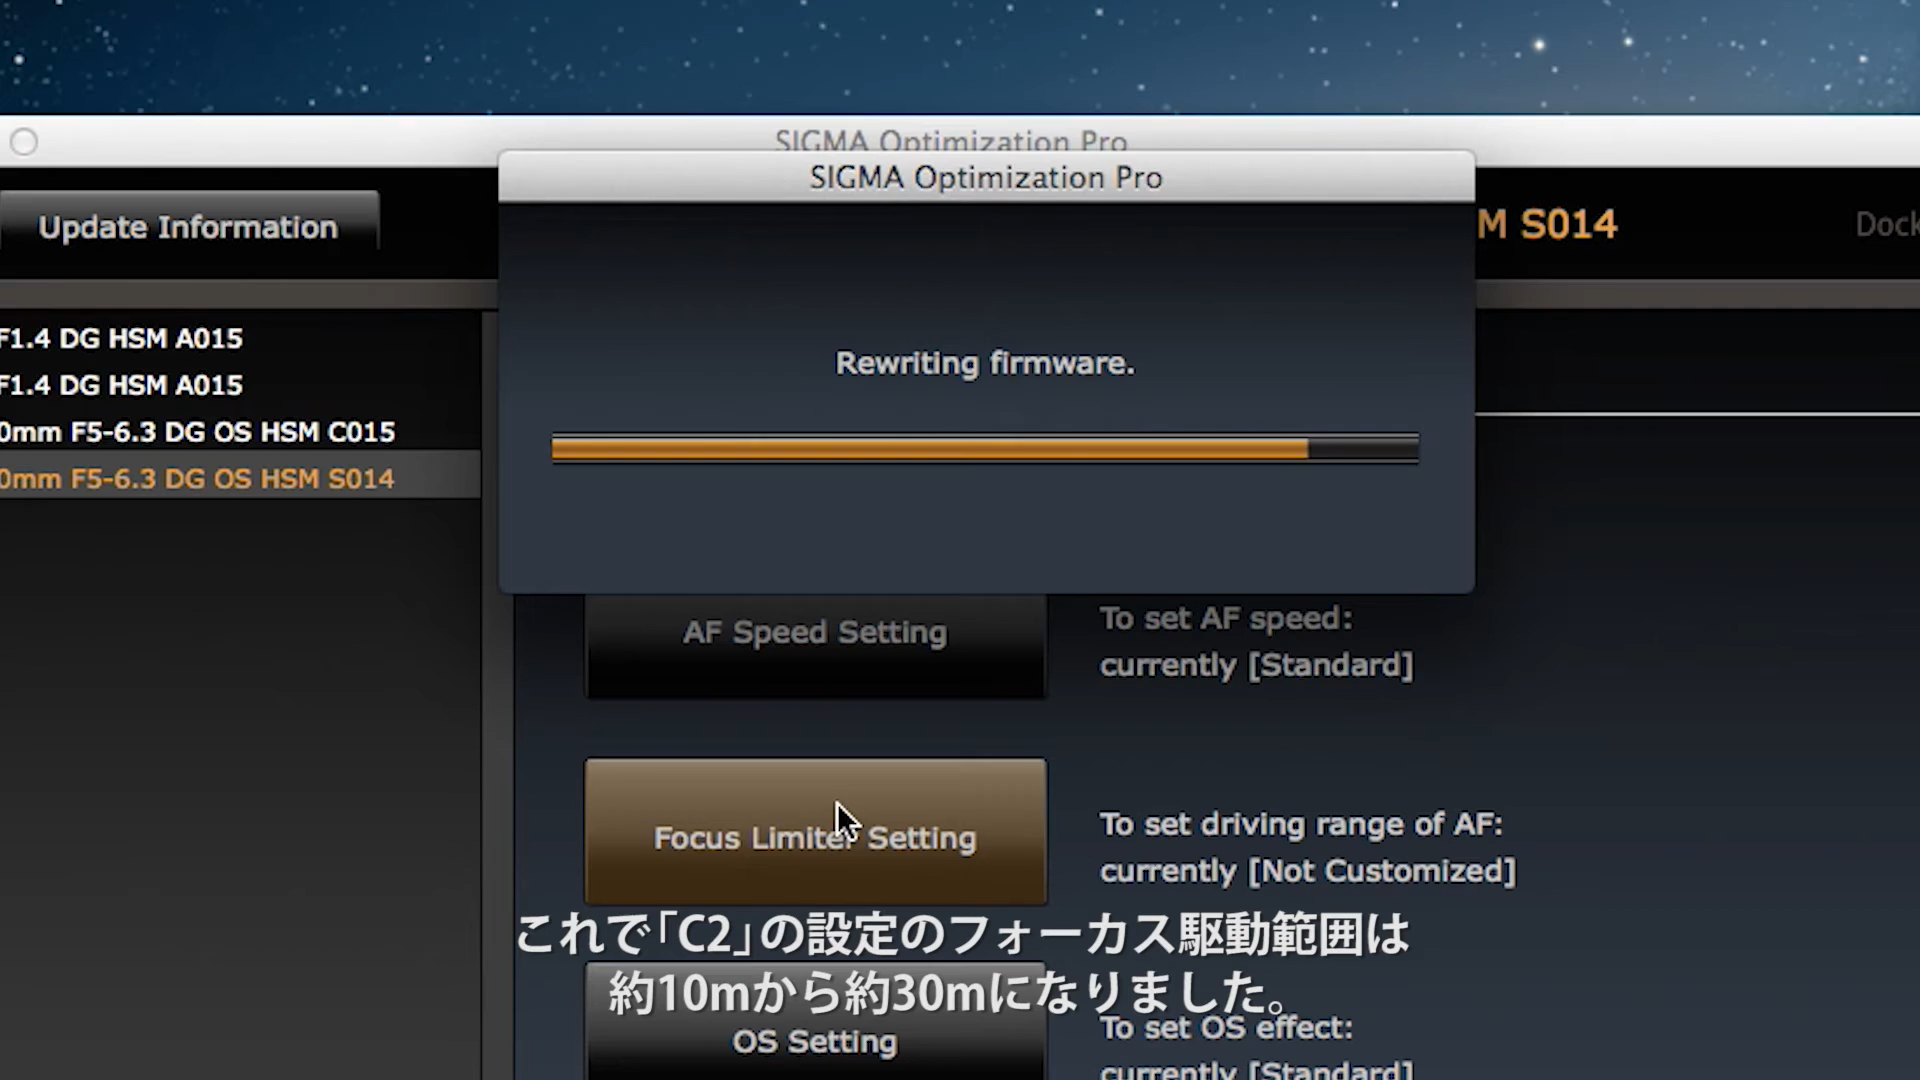 SIGMA Optimization Pro
SIGMA Optimization Pro
Update Information
M S014
Dock
F1.4 DG HSM A015
F1.4 DG HSM A015
0mm F5-6.3 DG OS HSM C015
0mm F5-6.3 DG OS HSM S014
Rewriting firmware.
AF Speed Setting
To set AF speed:
currently [Standard]
Focus Limiter Setting
To set driving range of AF:
currently [Not Customized]
これで「C2」の設定のフォーカス駆動範囲は
約10mから約30mになりました。
OS Setting
To set OS effect:
currently [Standard]